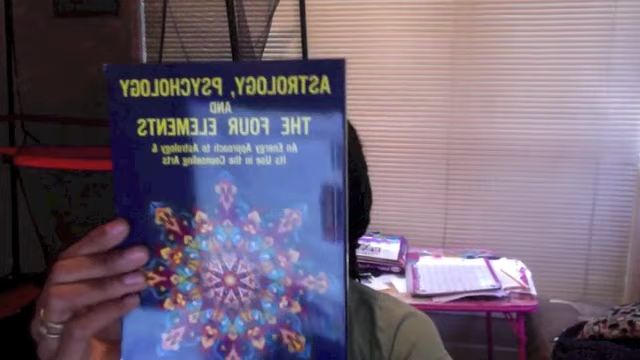 ASTROLOGY, PSYCHOLOGY
AND
THE FOUR ELEMENTS
An Energy Approach to Astrology &
Its Use in the Counseling Arts